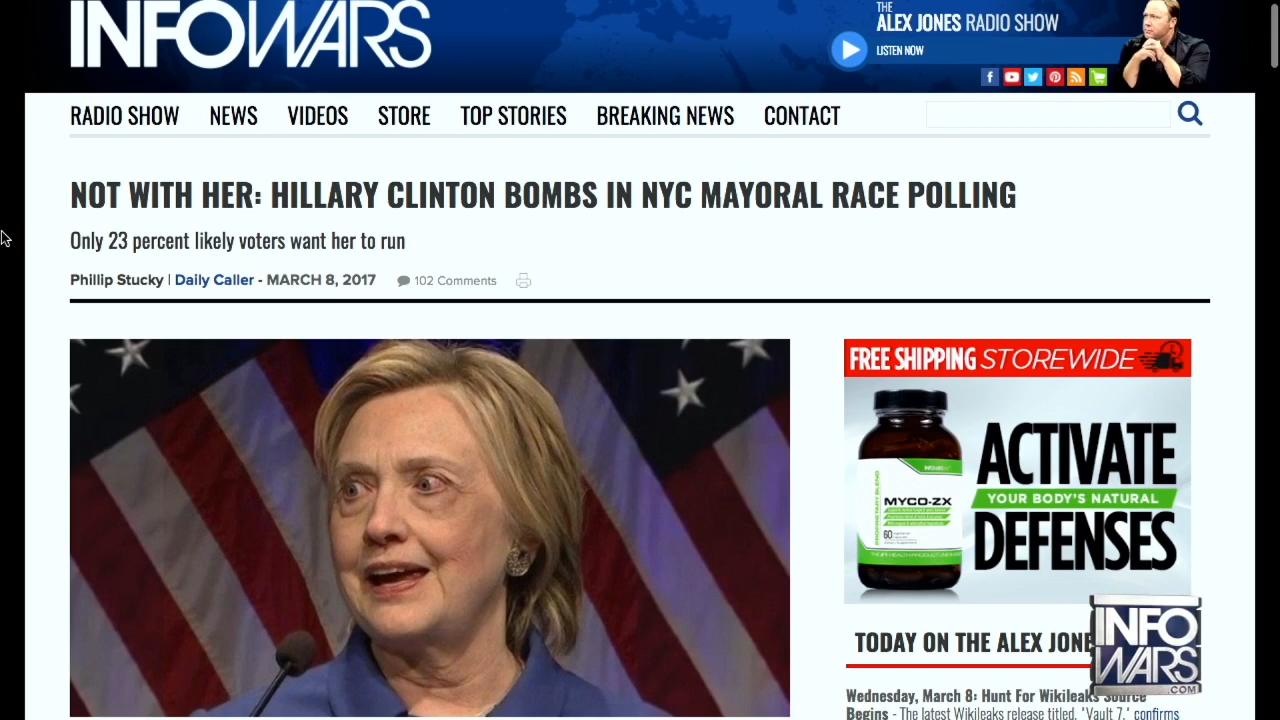 INFOWARS
THE
ALEX JONES RADIO SHOW
LISTEN NOW
RADIO SHOW NEWS VIDEOS STORE TOP STORIES BREAKING NEWS CONTACT
NOT WITH HER: HILLARY CLINTON BOMBS IN NYC MAYORAL RACE POLLING
Only 23 percent likely voters want her to run
Phillip Stucky | Daily Caller - MARCH 8, 2017 102 Comments
FREE SHIPPING STOREWIDE
MYCO-ZX
60
PROPRIETARY BLEND
ACTIVATE
YOUR BODY'S NATURAL
DEFENSES
TODAY ON THE ALEX JONE
INFO
WARS
.COM
Wednesday, March 8: Hunt For Wikileaks Source
Begins - The latest Wikileaks release titled, 'Vault 7,' confirms